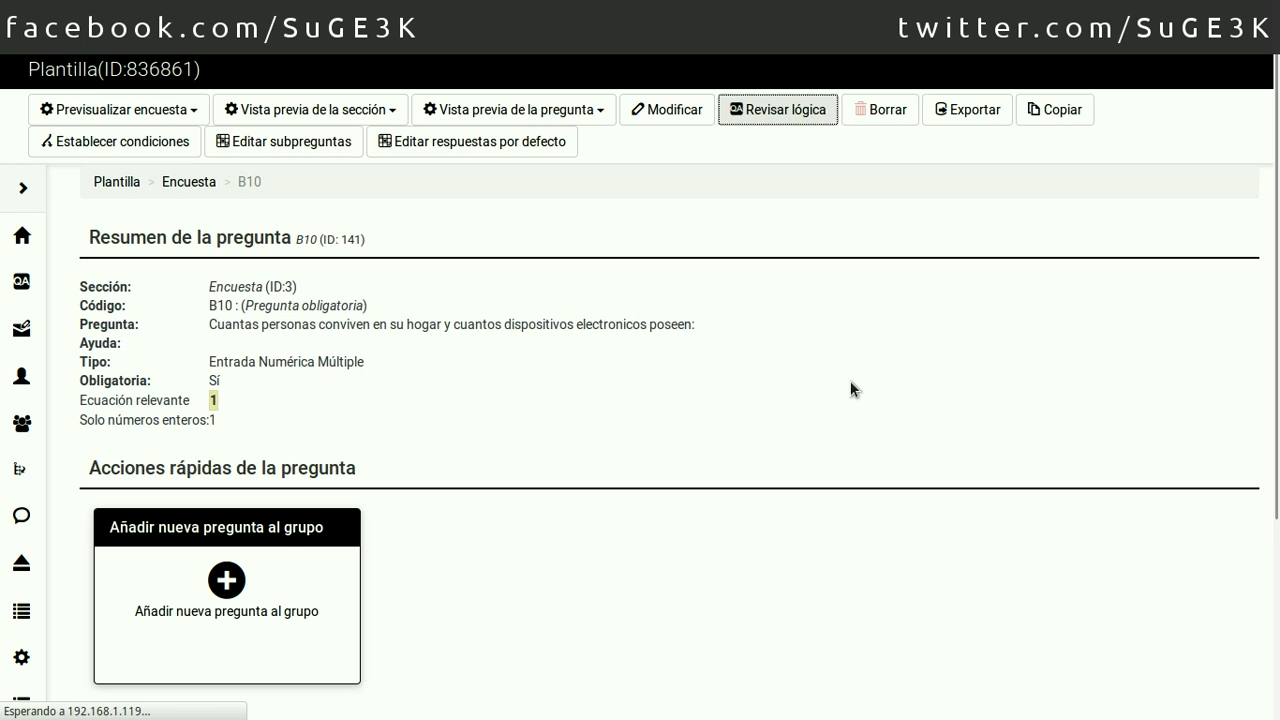 facebook.com/SuGE3K twitter.com/SuGE3K
Plantilla(ID:836861)
Previsualizar encuesta Vista previa de la sección Vista previa de la pregunta Modificar QA Revisar lógica Borrar Exportar Copiar
Establecer condiciones Editar subpreguntas Editar respuestas por defecto
Plantilla > Encuesta > B10
QA
Resumen de la pregunta B10 (ID: 141)
Sección: Encuesta (ID:3)
Código: B10 : (Pregunta obligatoria)
Pregunta: Cuantas personas conviven en su hogar y cuantos dispositivos electronicos poseen:
Ayuda:
Tipo: Entrada Numérica Múltiple
Obligatoria: Sí
Ecuación relevante 1
Solo números enteros:1
Acciones rápidas de la pregunta
Añadir nueva pregunta al grupo
Añadir nueva pregunta al grupo
Esperando a 192.168.1.119...